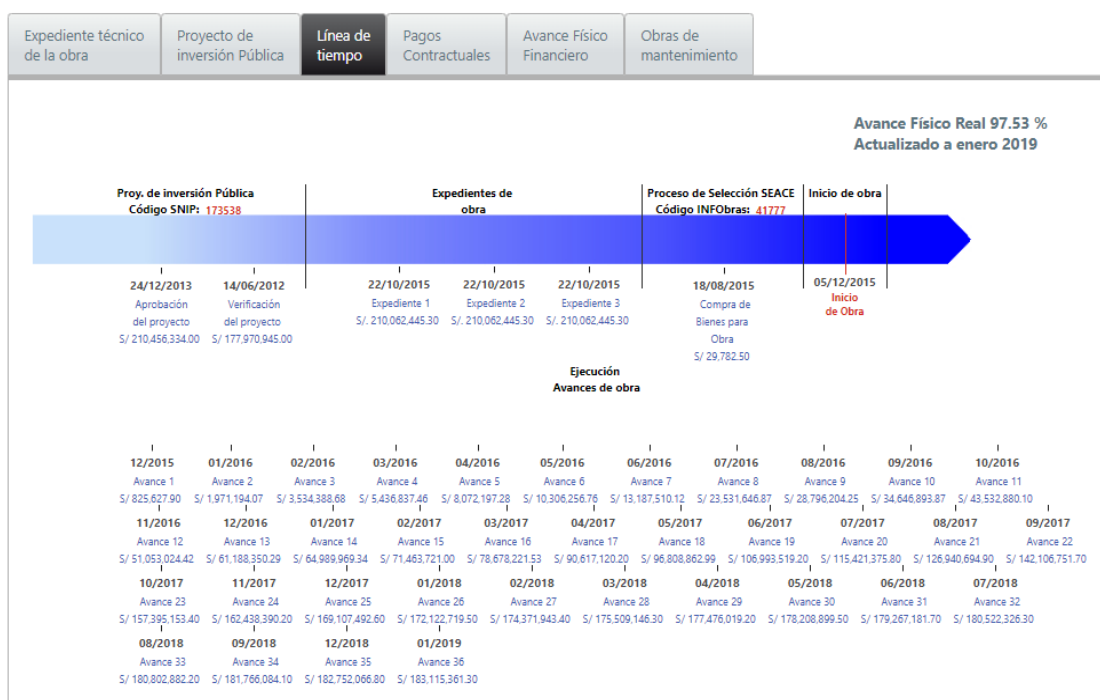 Expediente técnico
de la obra
Proyecto de
inversión Pública
Línea de
tiempo
Pagos
Contractuales
Avance Físico
Financiero
Obras de
mantenimiento
Avance Físico Real 97.53 %
Actualizado a enero 2019
Proy. de inversión Pública
Código SNIP: 173538
Expedientes de
obra
Proceso de Selección SEACE
Código INFObras: 41777
Inicio de obra
24/12/2013
Aprobación
del proyecto
S/ 210,456,334.00
14/06/2012
Verificación
del proyecto
S/ 177,970,945.00
22/10/2015
Expediente 1
S/. 210,062,445.30
22/10/2015
Expediente 2
S/. 210,062,445.30
22/10/2015
Expediente 3
S/. 210,062,445.30
18/08/2015
Compra de
Bienes para
Obra
S/ 29,782.50
05/12/2015
Inicio
de Obra
Ejecución
Avances de obra
12/2015 01/2016 02/2016 03/2016 04/2016 05/2016 06/2016 07/2016 08/2016 09/2016 10/2016
Avance 1 Avance 2 Avance 3 Avance 4 Avance 5 Avance 6 Avance 7 Avance 8 Avance 9 Avance 10 Avance 11
S/ 825,627.90 S/ 1,971,194.07 S/ 3,534,388.68 S/ 5,436,837.46 S/ 8,072,197.28 S/ 10,306,256.76 S/ 13,187,510.12 S/ 23,531,646.87 S/ 28,796,204.25 S/ 34,646,893.87 S/ 43,532,880.10
11/2016 12/2016 01/2017 02/2017 03/2017 04/2017 05/2017 06/2017 07/2017 08/2017 09/2017
Avance 12 Avance 13 Avance 14 Avance 15 Avance 16 Avance 17 Avance 18 Avance 19 Avance 20 Avance 21 Avance 22
S/ 51,053,024.42 S/ 61,188,350.29 S/ 64,989,969.34 S/ 71,463,721.00 S/ 78,678,221.53 S/ 90,617,120.20 S/ 96,808,862.99 S/ 106,993,519.20 S/ 115,421,375.80 S/ 126,940,694.90 S/ 142,106,751.70
10/2017 11/2017 12/2017 01/2018 02/2018 03/2018 04/2018 05/2018 06/2018 07/2018
Avance 23 Avance 24 Avance 25 Avance 26 Avance 27 Avance 28 Avance 29 Avance 30 Avance 31 Avance 32
S/ 157,395,153.40 S/ 162,438,390.20 S/ 169,107,492.60 S/ 172,122,719.50 S/ 174,371,943.40 S/ 175,509,146.30 S/ 177,476,019.20 S/ 178,208,899.50 S/ 179,267,181.70 S/ 180,522,326.30
08/2018 09/2018 12/2018 01/2019
Avance 33 Avance 34 Avance 35 Avance 36
S/ 180,802,882.20 S/ 181,766,084.10 S/ 182,752,066.80 S/ 183,115,361.30